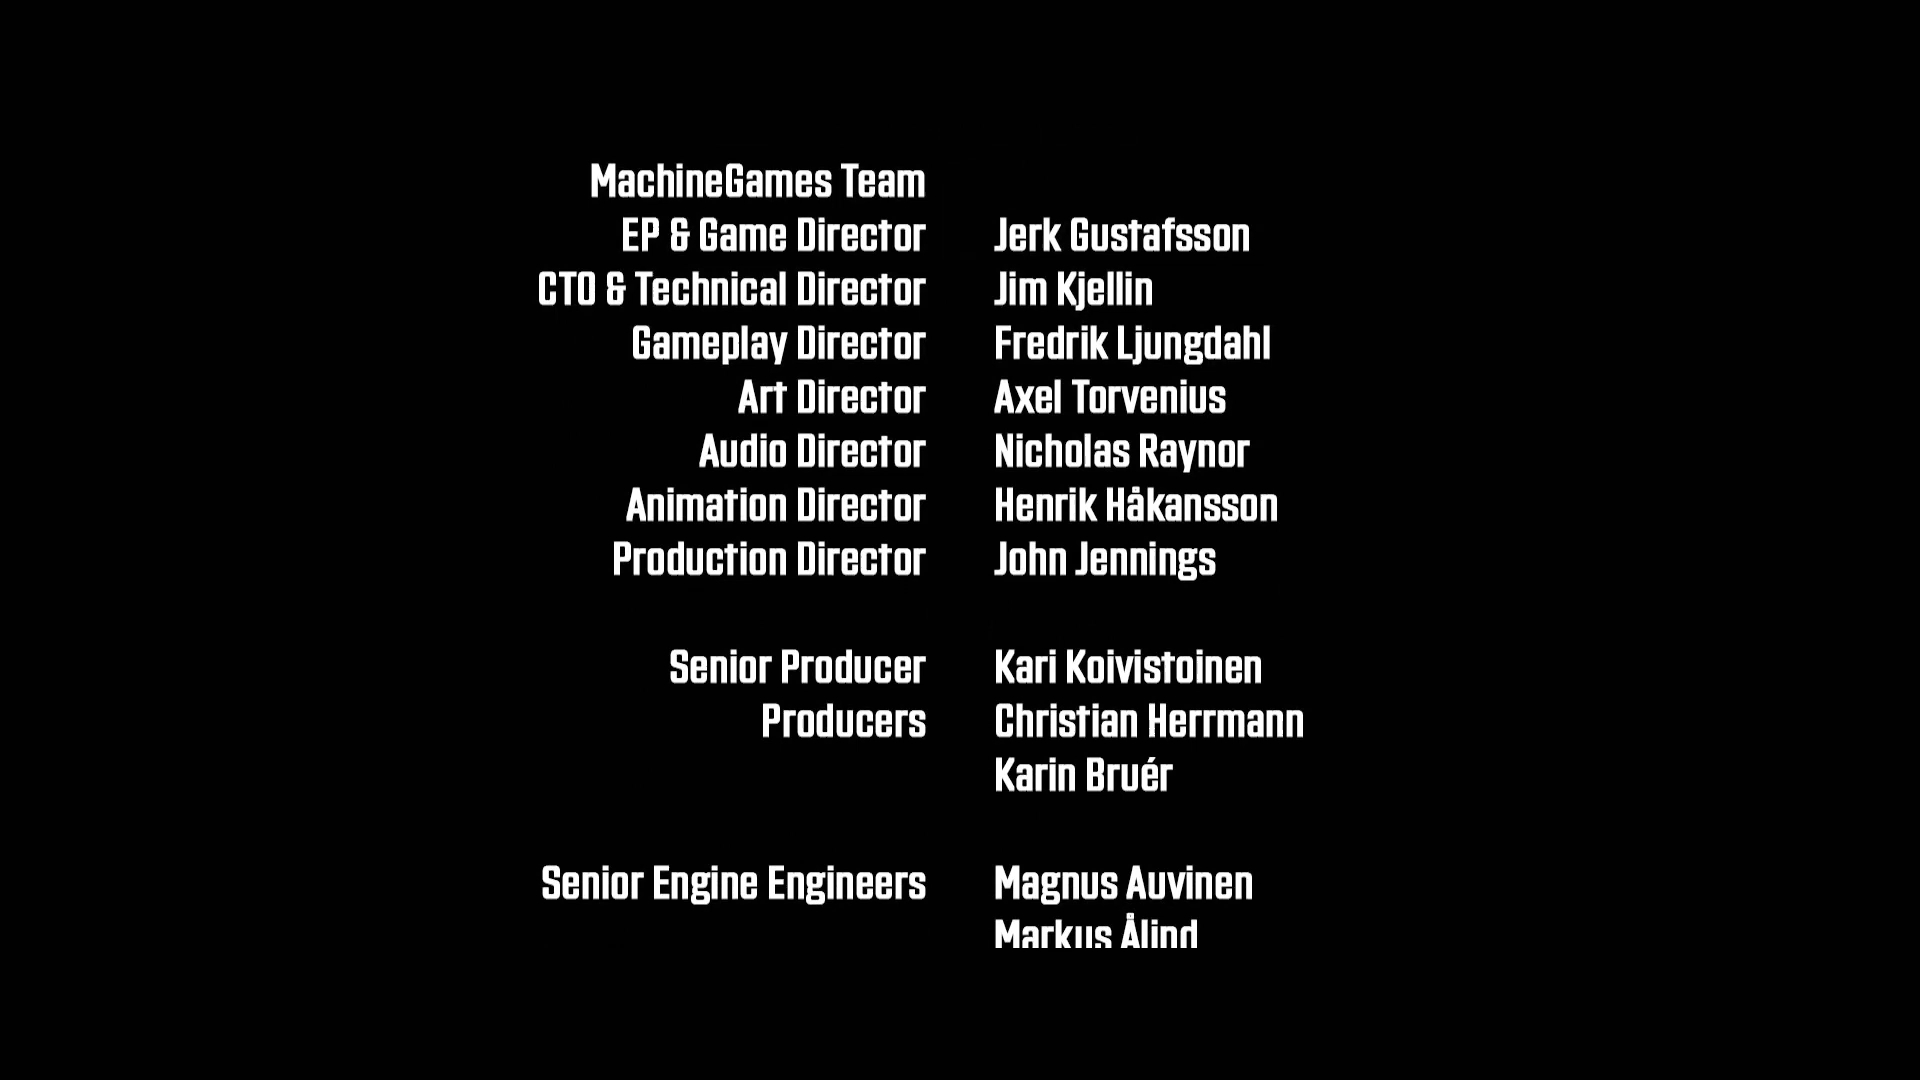 MachineGames Team
EP & Game Director Jerk Gustafsson
CTO & Technical Director Jim Kjellin
Gameplay Director Fredrik Ljungdahl
Art Director Axel Torvenius
Audio Director Nicholas Raynor
Animation Director Henrik Håkansson
Production Director John Jennings
Senior Producer Kari Koivistoinen
Producers Christian Herrmann
Karin Bruér
Senior Engine Engineers Magnus Auvinen
Markus Ålind